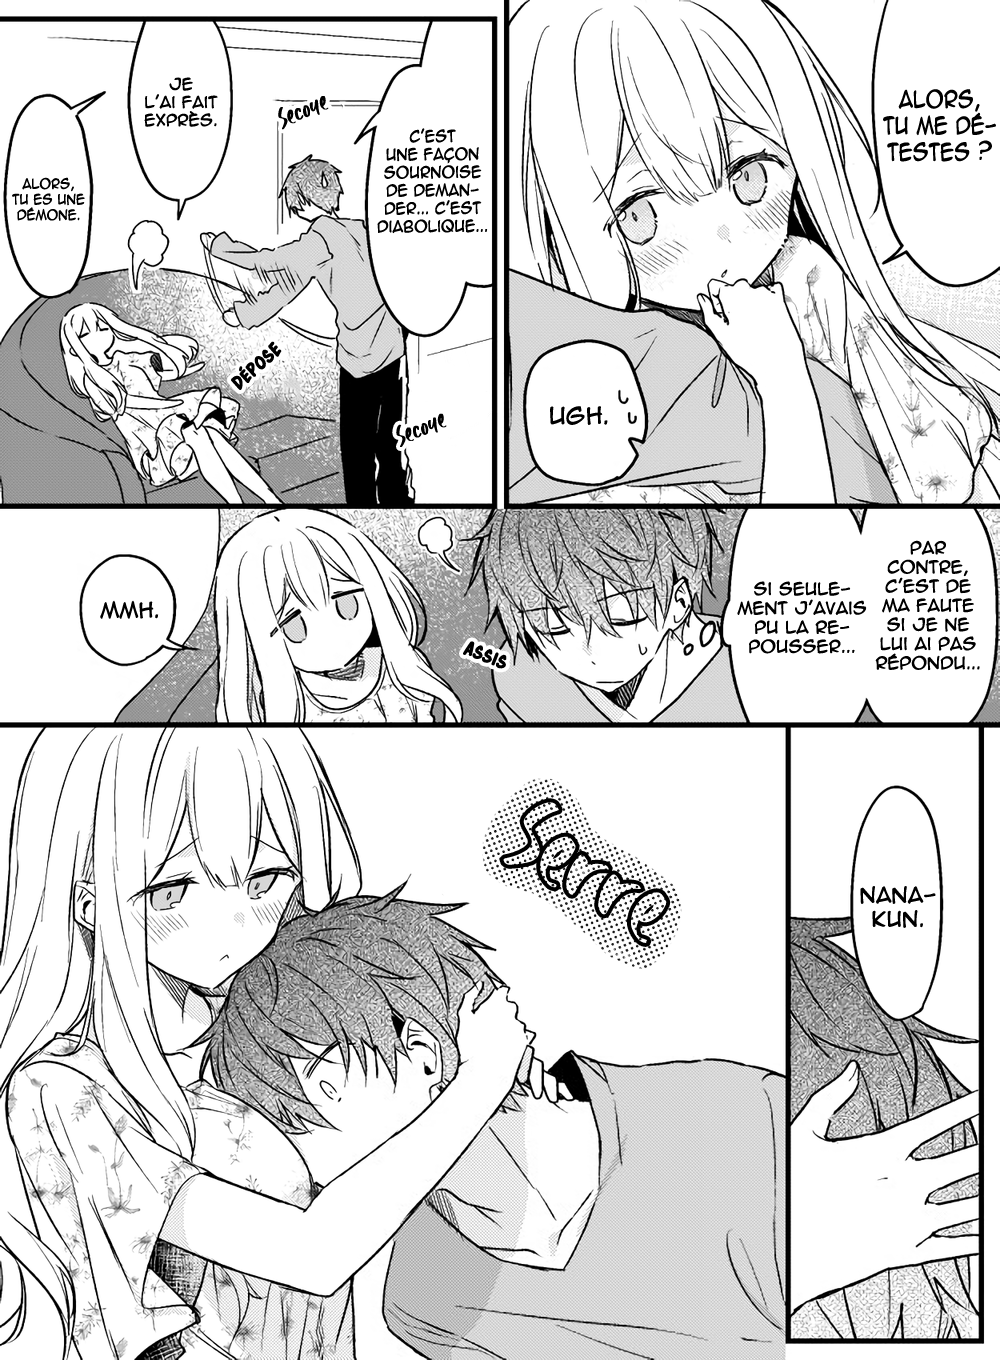 ALORS,
TU ME DÉ-
TESTES ?
UGH.
C'EST
UNE FAÇON
SOURNOISE
DE DEMAN-
DER... C'EST
DIABOLIQUE...
Secoue
JE
L'AI FAIT
EXPRÈS.
ALORS,
TU ES UNE
DÉMONE.
DÉPOSE
Secoue
PAR
CONTRE,
C'EST DE
MA FAUTE
SI JE NE
LUI AI PAS
RÉPONDU...
SI SEULE-
MENT J'AVAIS
PU LA RE-
POUSSER...
ASSIS
MMH.
NANA-
KUN.
Serre